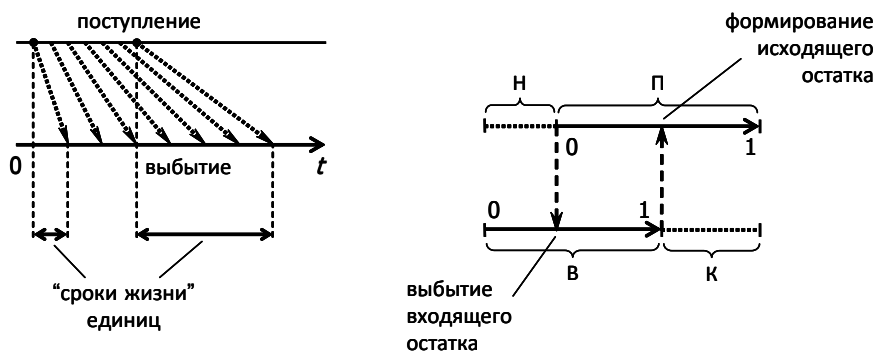 поступление
0
выбытие
t
“сроки жизни”
единиц
формирование
исходящего
остатка
Н
П
0
1
0
1
В
К
выбытие
входящего
остатка